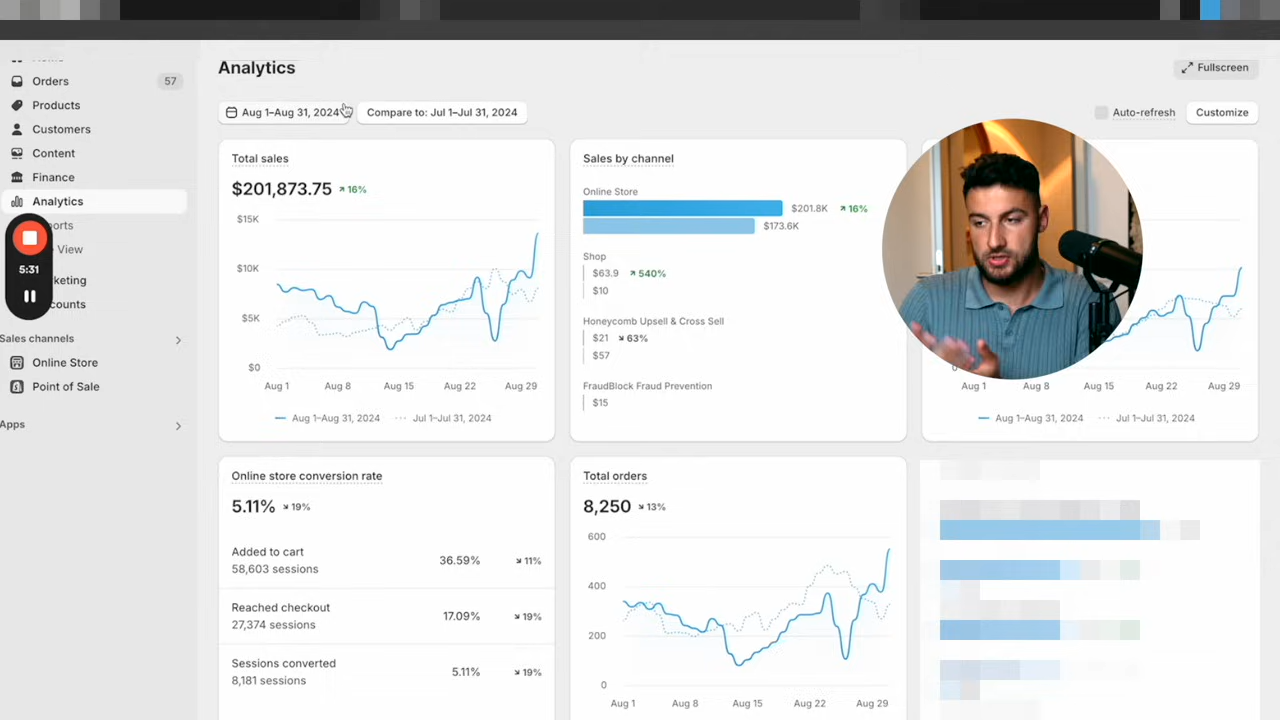 Orders
57
Products
Customers
Content
Finance
Analytics
View
5:31
Sales channels
Online Store
Point of Sale
Apps
Analytics
Fullscreen
Aug 1–Aug 31, 2024
Compare to: Jul 1–Jul 31, 2024
Auto-refresh
Customize
Total sales
$201,873.75 16%
$15K
$10K
$5K
$0
Aug 1 Aug 8 Aug 15 Aug 22 Aug 29
Aug 1–Aug 31, 2024 Jul 1–Jul 31, 2024
Sales by channel
Online Store
$201.8K 16%
$173.6K
Shop
$63.9 540%
$10
Honeycomb Upsell & Cross Sell
$21 63%
$57
FraudBlock Fraud Prevention
$15
Aug 1 Aug 8 Aug 15 Aug 22 Aug 29
Aug 1–Aug 31, 2024 Jul 1–Jul 31, 2024
Online store conversion rate
5.11% 19%
Added to cart
58,603 sessions
36.59% 11%
Reached checkout
27,374 sessions
17.09% 19%
Sessions converted
8,181 sessions
5.11% 19%
Total orders
8,250 13%
600
400
200
0
Aug 1 Aug 8 Aug 15 Aug 22 Aug 29